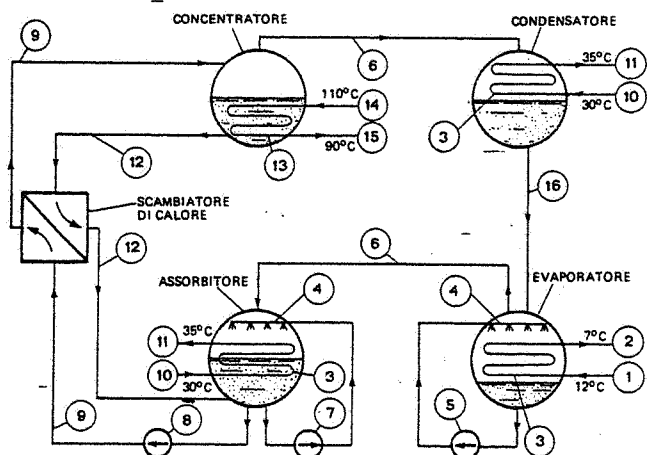 CONCENTRATORE
CONDENSATORE
9
6
35°C
11
110°C
14
30°C
10
3
15
90°C
12
13
16
SCAMBIATORE
DI CALORE
12
6
ASSORBITORE
EVAPORATORE
4
4
35°C
11
7°C
2
10
3
1
30°C
12°C
9
8
7
5
3